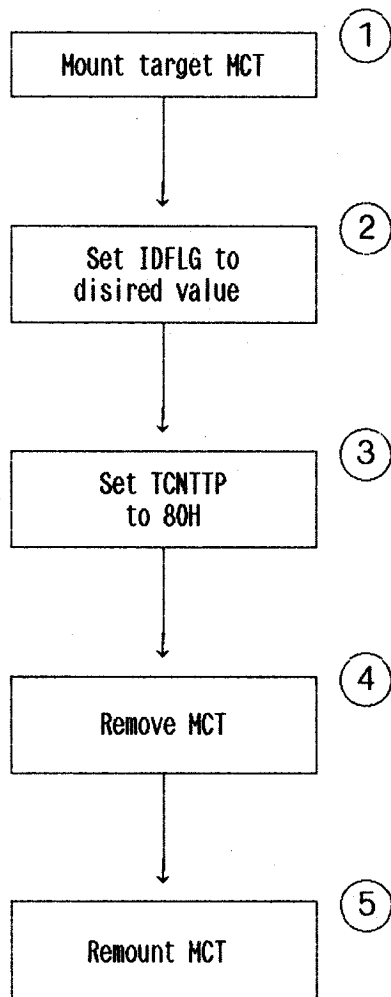 1
Mount target MCT
2
Set IDFLG to
disired value
3
Set TCNTTP
to 80H
4
Remove MCT
5
Remount MCT